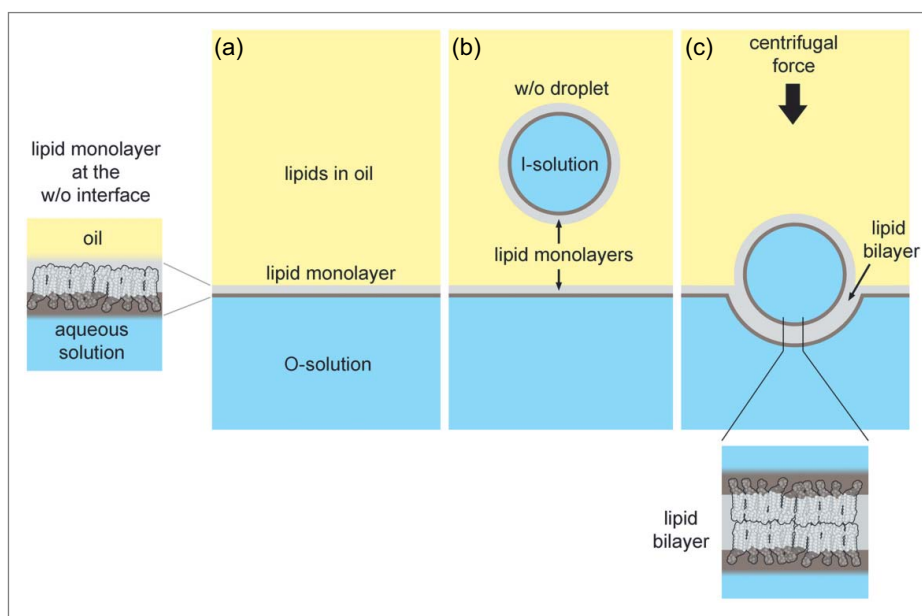 (a)
(b)
(c)
centrifugal
force
w/o droplet
I-solution
lipid monolayer
at the
w/o interface
lipids in oil
oil
lipid monolayers
lipid
bilayer
lipid monolayer
aqueous
solution
O-solution
lipid
bilayer